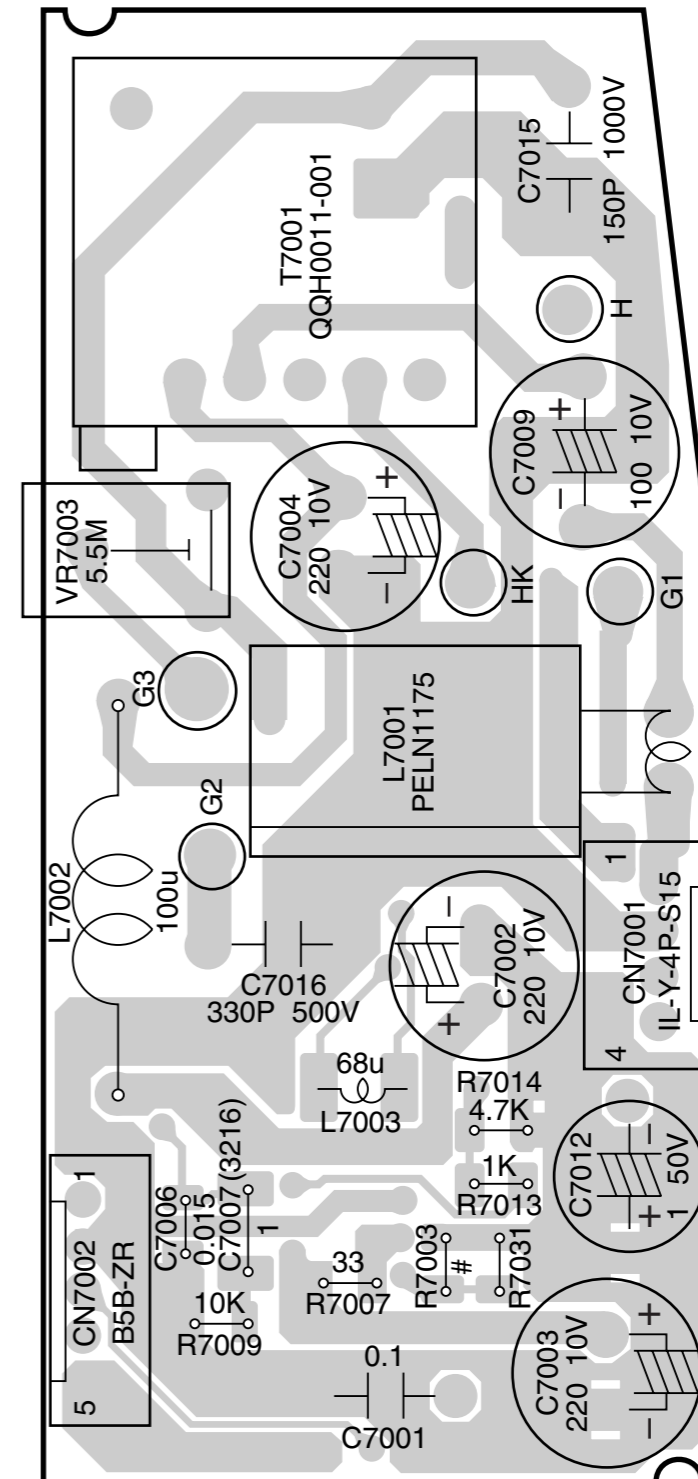 C7015
150P 1000V
T7001
QQH0011-001
H
C7009
+
−
100 10V
VR7003
5.5M
C7004
220 10V
+
−
HK
G1
G3
L7001
PELN1175
G2
L7002
100u
C7016
330P 500V
C7002
220 10V
−
+
1
CN7001
IL-Y-4P-S15
4
68u
L7003
R7014
4.7K
1K
R7013
C7012
1 50V
−
+
1
CN7002
B5B-ZR
5
C7006
0.015
C7007(3216)
1
10K
R7009
33
R7007
R7003
#
R7031
C7003
220 10V
+
−
0.1
C7001